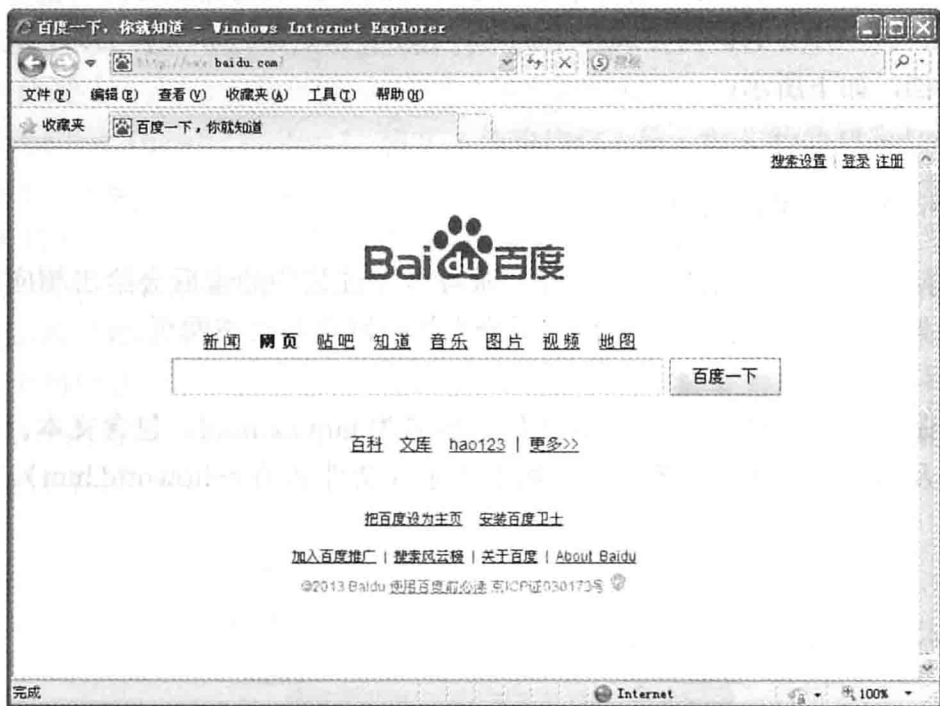 百度一下，你就知道 - Windows Internet Explorer
baidu.com/
文件(F) 编辑(E) 查看(V) 收藏夹(A) 工具(T) 帮助(H)
收藏夹 百度一下，你就知道
搜索设置 | 登录 注册
Bai du 百度
新闻 网页 贴吧 知道 音乐 图片 视频 地图
百度一下
百科 文库 hao123 | 更多>>
把百度设为主页 安装百度卫士
加入百度推广 | 搜索风云榜 | 关于百度 | About Baidu
©2013 Baidu 使用百度前必读 京ICP证030173号
完成 Internet 100%